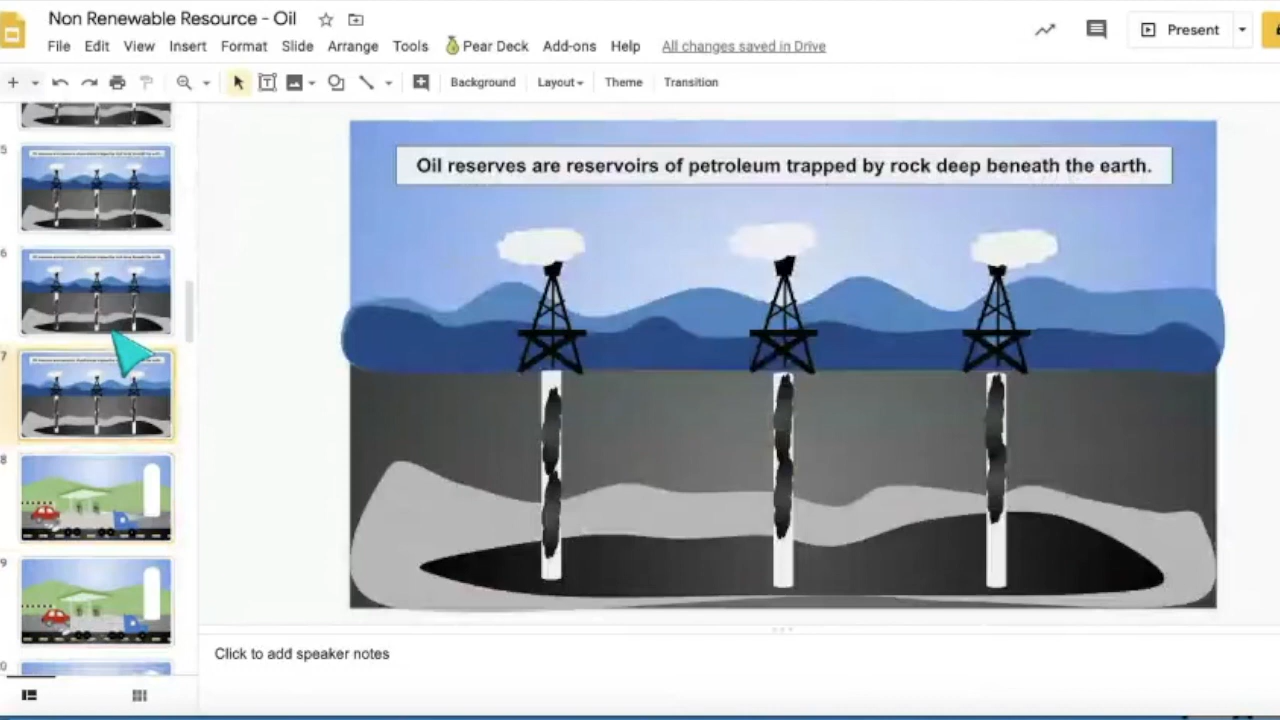 Non Renewable Resource - Oil
File Edit View Insert Format Slide Arrange Tools Pear Deck Add-ons Help All changes saved in Drive
Present
Background Layout Theme Transition
5
6
7
8
9
Oil reserves are reservoirs of petroleum trapped by rock deep beneath the earth.
Click to add speaker notes